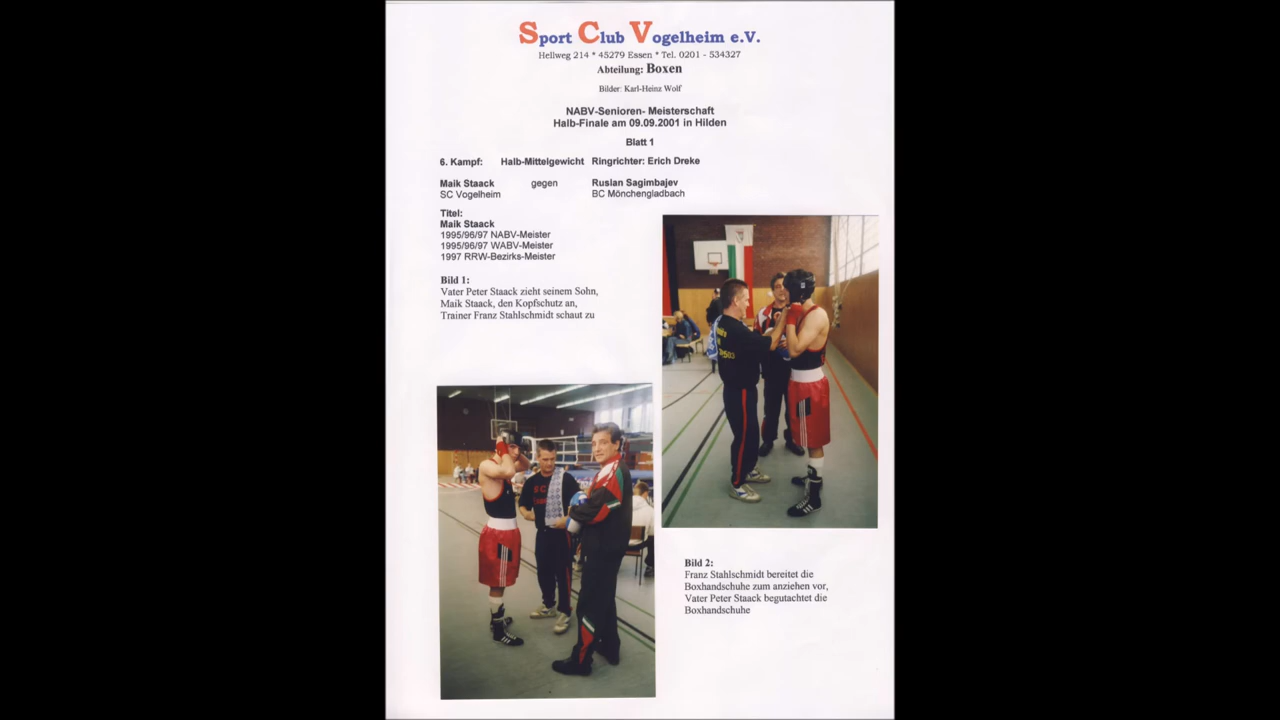 Sport Club Vogelheim e.V.
Hellweg 214 * 45279 Essen * Tel. 0201 - 534327
Abteilung: Boxen
Bilder: Karl-Heinz Wolf
NABV-Senioren- Meisterschaft
Halb-Finale am 09.09.2001 in Hilden
Blatt 1
6. Kampf: Halb-Mittelgewicht Ringrichter: Erich Dreke
Maik Staack gegen Ruslan Sagimbajev
SC Vogelheim BC Mönchengladbach
Titel:
Maik Staack
1995/96/97 NABV-Meister
1995/96/97 WABV-Meister
1997 RRW-Bezirks-Meister
Bild 1:
Vater Peter Staack zieht seinem Sohn,
Maik Staack, den Kopfschutz an,
Trainer Franz Stahlschmidt schaut zu
Bild 2:
Franz Stahlschmidt bereitet die
Boxhandschuhe zum anziehen vor,
Vater Peter Staack begutachtet die
Boxhandschuhe